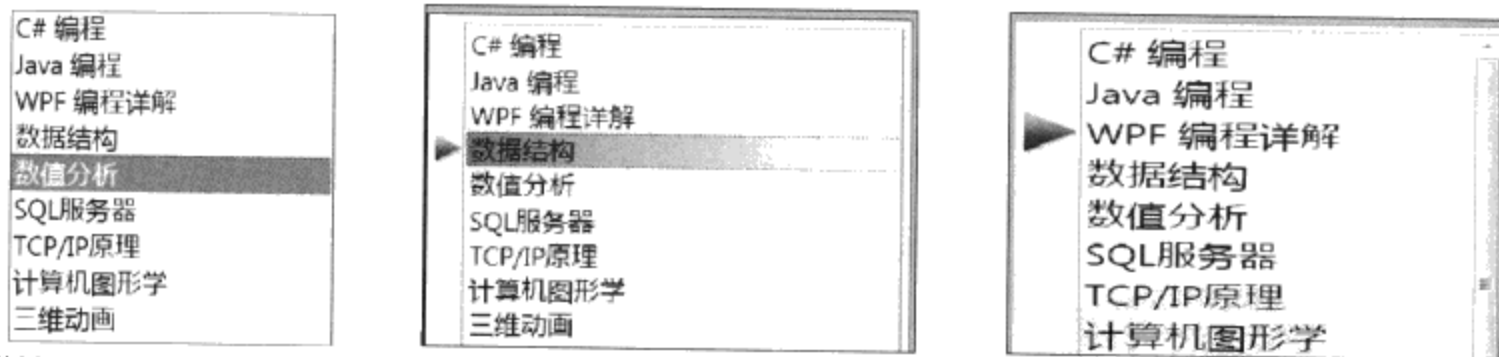 C# 编程
Java 编程
WPF 编程详解
数据结构
数值分析
SQL服务器
TCP/IP原理
计算机图形学
三维动画
C# 编程
Java 编程
WPF 编程详解
数据结构
数值分析
SQL服务器
TCP/IP原理
计算机图形学
三维动画
C# 编程
Java 编程
WPF 编程详解
数据结构
数值分析
SQL服务器
TCP/IP原理
计算机图形学